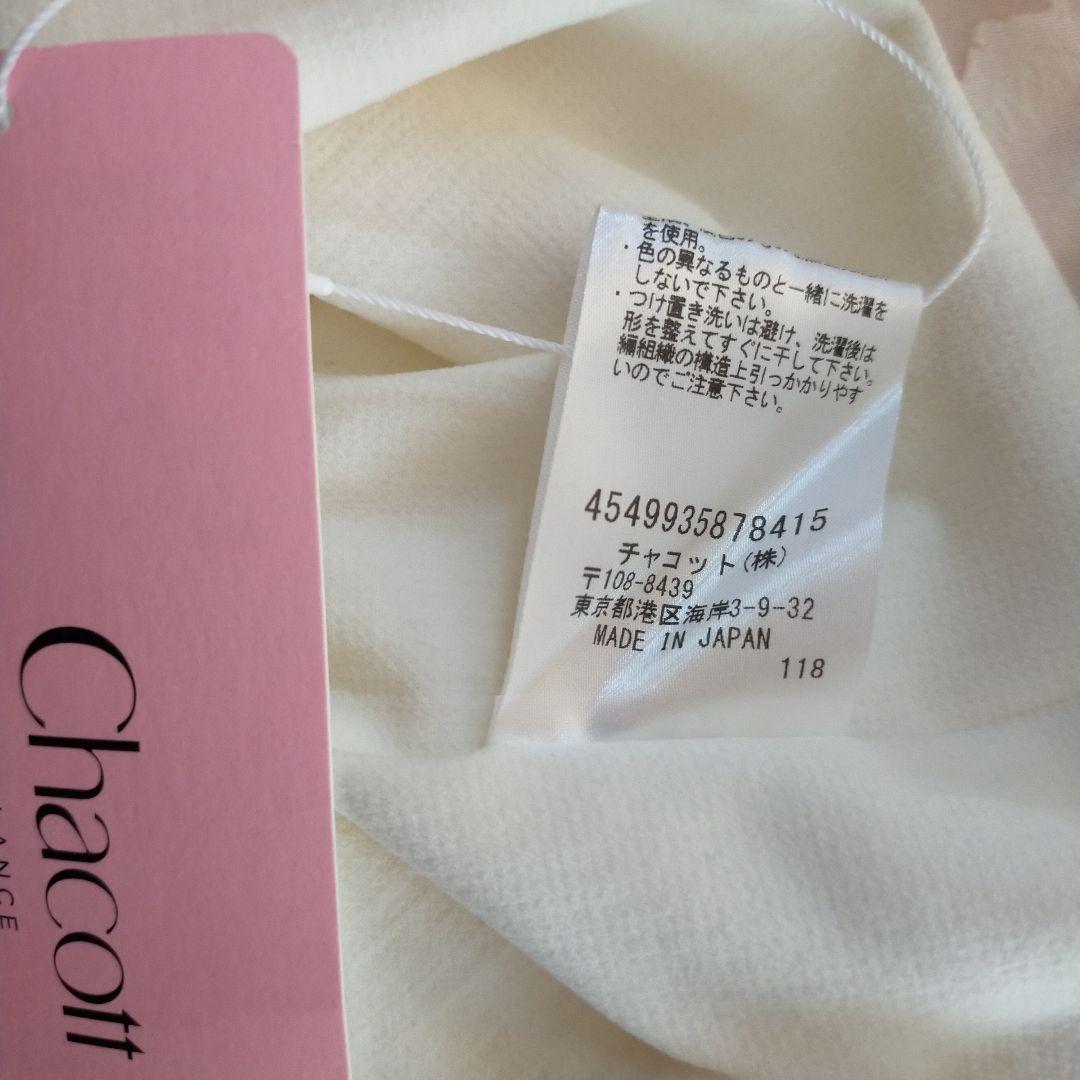 Chacott
を使用。
・色の異なるものと一緒に洗濯を
しないで下さい。
・つけ置き洗いは避け、洗濯後は
形を整えてすぐに干して下さい。
編組織の構造上引っかかりやす
いのでご注意下さい。
4549935878415
チャコット(株)
〒108-8439
東京都港区海岸3-9-32
MADE IN JAPAN
118